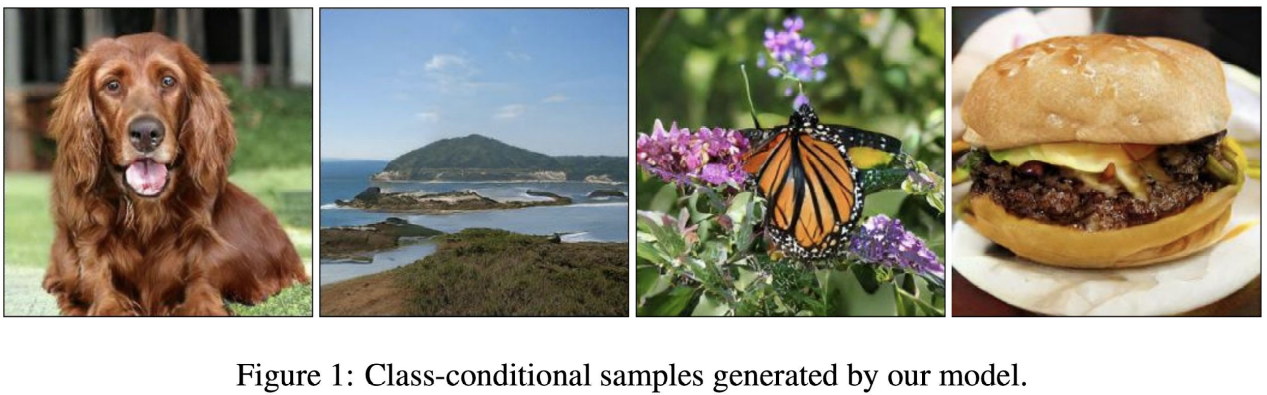 Figure 1: Class-conditional samples generated by our model.